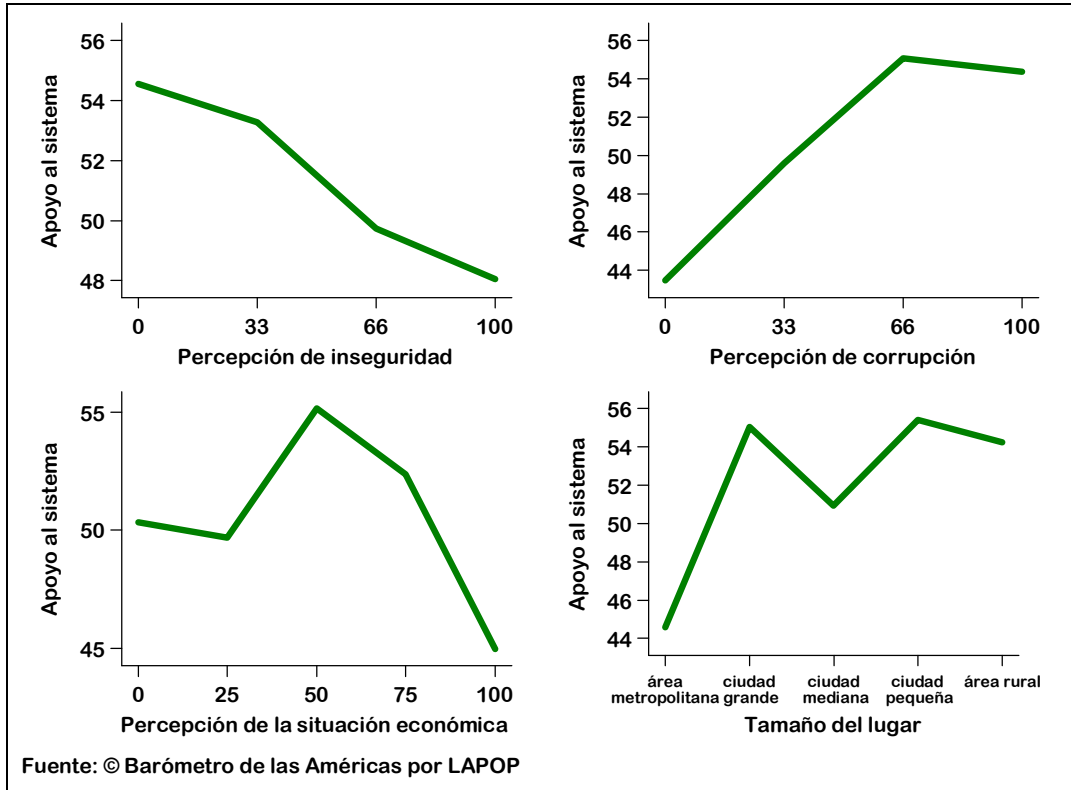 56
54
52
50
48
Apoyo al sistema
0 33 66 100
Percepción de inseguridad
56
54
52
50
48
46
44
Apoyo al sistema
0 33 66 100
Percepción de corrupción
55
50
45
Apoyo al sistema
0 25 50 75 100
Percepción de la situación económica
56
54
52
50
48
46
44
Apoyo al sistema
área metropolitana
ciudad grande
ciudad mediana
ciudad pequeña
área rural
Tamaño del lugar
Fuente: © Barómetro de las Américas por LAPOP